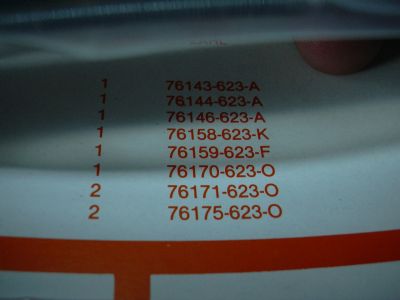 1 76143-623-A
1 76144-623-A
1 76146-623-A
1 76158-623-K
1 76159-623-F
1 76170-623-O
2 76171-623-O
2 76175-623-O